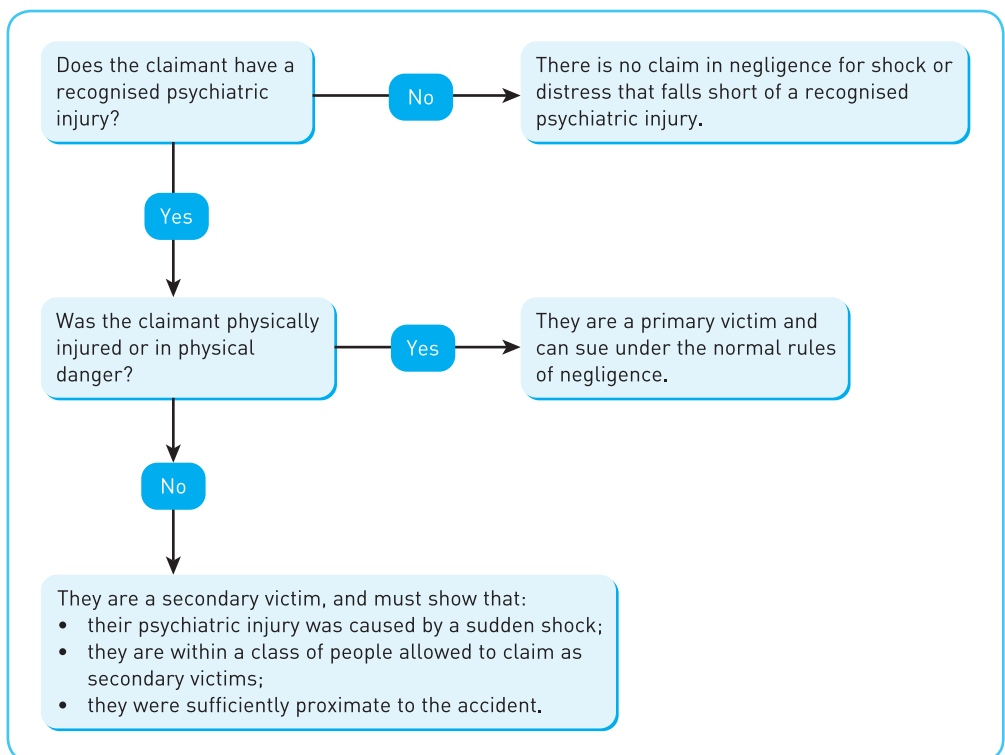 Does the claimant have a
recognised psychiatric
injury?
No
There is no claim in negligence for shock or
distress that falls short of a recognised
psychiatric injury.
Yes
Was the claimant physically
injured or in physical
danger?
Yes
They are a primary victim and
can sue under the normal rules
of negligence.
No
They are a secondary victim, and must show that:
• their psychiatric injury was caused by a sudden shock;
• they are within a class of people allowed to claim as
secondary victims;
• they were sufficiently proximate to the accident.